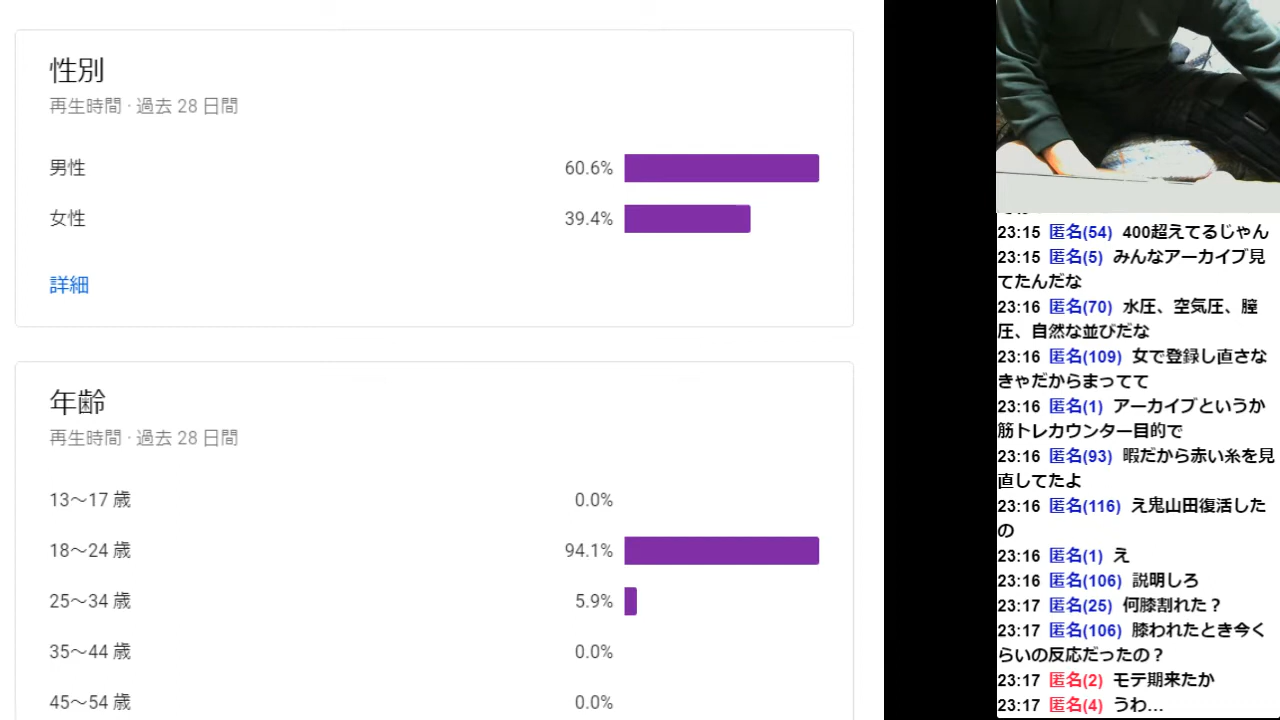 性別
再生時間 · 過去 28 日間
男性 60.6%
女性 39.4%
詳細
年齢
再生時間 · 過去 28 日間
13～17 歳 0.0%
18～24 歳 94.1%
25～34 歳 5.9%
35～44 歳 0.0%
45～54 歳 0.0%
23:15 匿名(54) 400超えてるじゃん
23:15 匿名(5) みんなアーカイブ見
てたんだな
23:16 匿名(70) 水圧、空気圧、膣
圧、自然な並びだな
23:16 匿名(109) 女で登録し直さな
きゃだからまってて
23:16 匿名(1) アーカイブというか
筋トレカウンター目的で
23:16 匿名(93) 暇だから赤い糸を見
直してたよ
23:16 匿名(116) え鬼山田復活した
の
23:16 匿名(1) え
23:16 匿名(106) 説明しろ
23:17 匿名(25) 何膝割れた？
23:17 匿名(106) 膝われたとき今く
らいの反応だったの？
23:17 匿名(2) モテ期来たか
23:17 匿名(4) うわ…